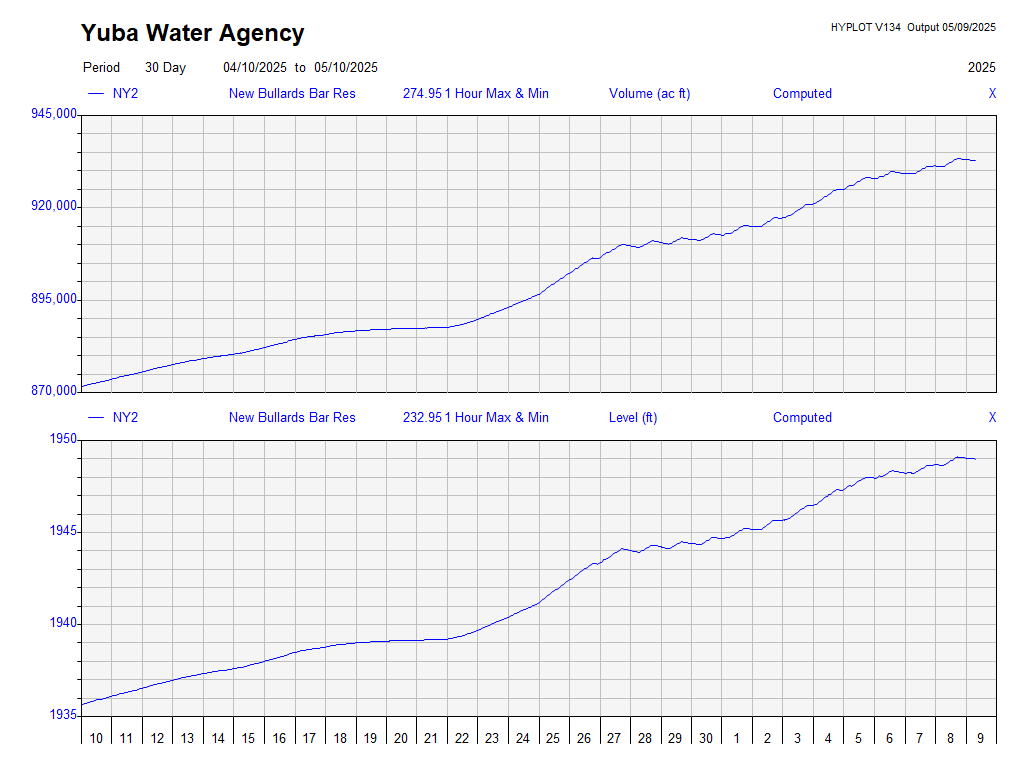 Yuba Water Agency
HYPLOT V134 Output 05/09/2025
Period 30 Day 04/10/2025 to 05/10/2025 2025
NY2 New Bullards Bar Res 274.95 1 Hour Max & Min Volume (ac ft) Computed X
945,000
920,000
895,000
870,000
NY2 New Bullards Bar Res 232.95 1 Hour Max & Min Level (ft) Computed X
1950
1945
1940
1935
10 11 12 13 14 15 16 17 18 19 20 21 22 23 24 25 26 27 28 29 30 1 2 3 4 5 6 7 8 9